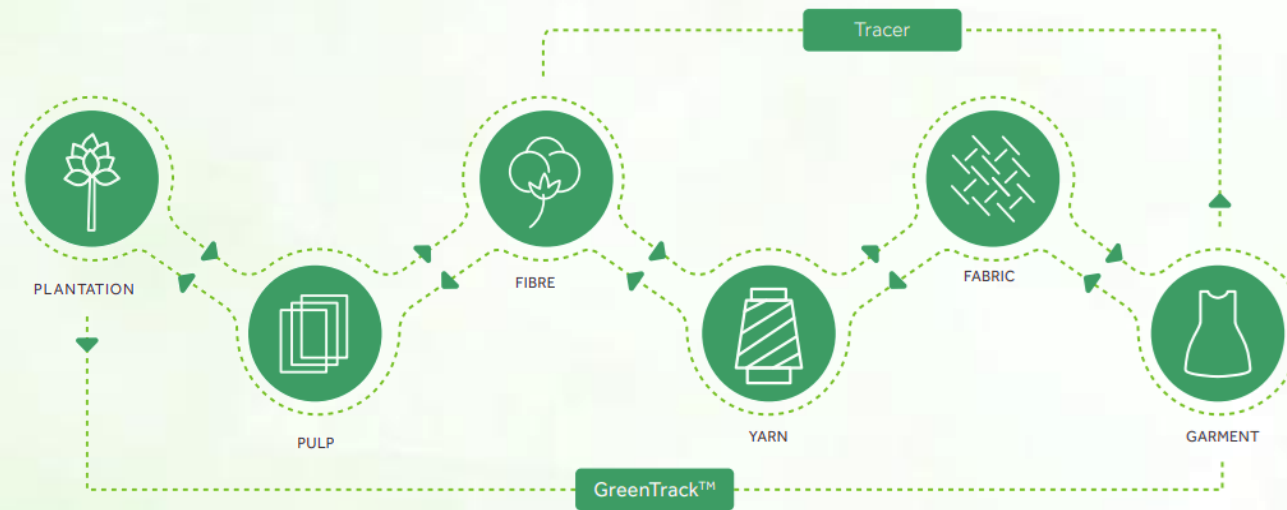 Tracer
PLANTATION
FIBRE
FABRIC
PULP
YARN
GARMENT
GreenTrack™